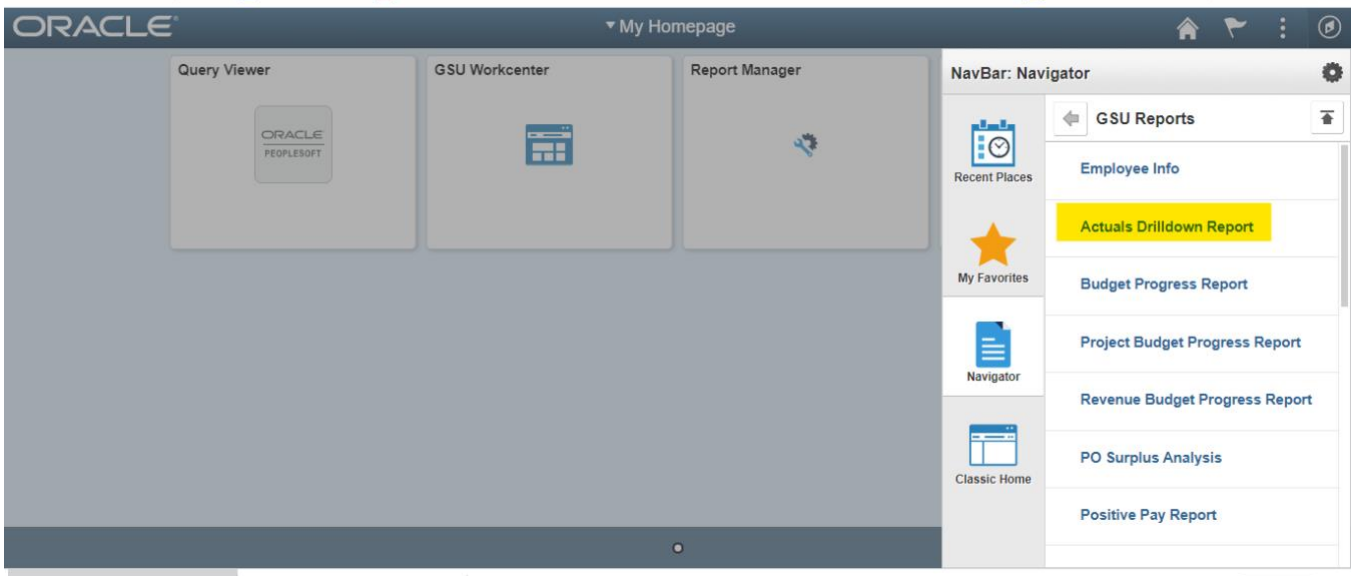 ORACLE
My Homepage
Query Viewer
ORACLE
PEOPLESOFT
GSU Workcenter
Report Manager
NavBar: Navigator
Recent Places
My Favorites
Navigator
Classic Home
GSU Reports
Employee Info
Actuals Drilldown Report
Budget Progress Report
Project Budget Progress Report
Revenue Budget Progress Report
PO Surplus Analysis
Positive Pay Report